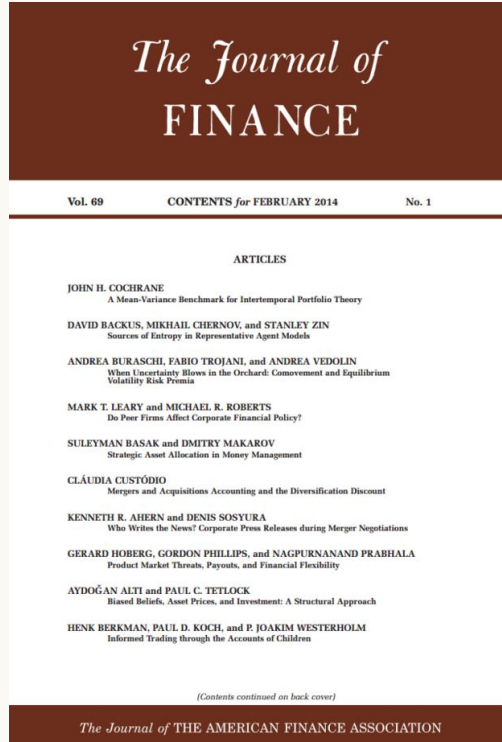 The Journal of
FINANCE
Vol. 69 CONTENTS for FEBRUARY 2014 No. 1
ARTICLES
JOHN H. COCHRANE
A Mean-Variance Benchmark for Intertemporal Portfolio Theory
DAVID BACKUS, MIKHAIL CHERNOV, and STANLEY ZIN
Sources of Entropy in Representative Agent Models
ANDREA BURASCHI, FABIO TROJANI, and ANDREA VEDOLIN
When Uncertainty Blows in the Orchard: Comovement and Equilibrium
Volatility Risk Premia
MARK T. LEARY and MICHAEL R. ROBERTS
Do Peer Firms Affect Corporate Financial Policy?
SULEYMAN BASAK and DMITRY MAKAROV
Strategic Asset Allocation in Money Management
CLÁUDIA CUSTÓDIO
Mergers and Acquisitions Accounting and the Diversification Discount
KENNETH R. AHERN and DENIS SOSYURA
Who Writes the News? Corporate Press Releases during Merger Negotiations
GERARD HOBERG, GORDON PHILLIPS, and NAGPURNANAND PRABHALA
Product Market Threats, Payouts, and Financial Flexibility
AYDOĞAN ALTI and PAUL C. TETLOCK
Biased Beliefs, Asset Prices, and Investment: A Structural Approach
HENK BERKMAN, PAUL D. KOCH, and P. JOAKIM WESTERHOLM
Informed Trading through the Accounts of Children
(Contents continued on back cover)
The Journal of THE AMERICAN FINANCE ASSOCIATION